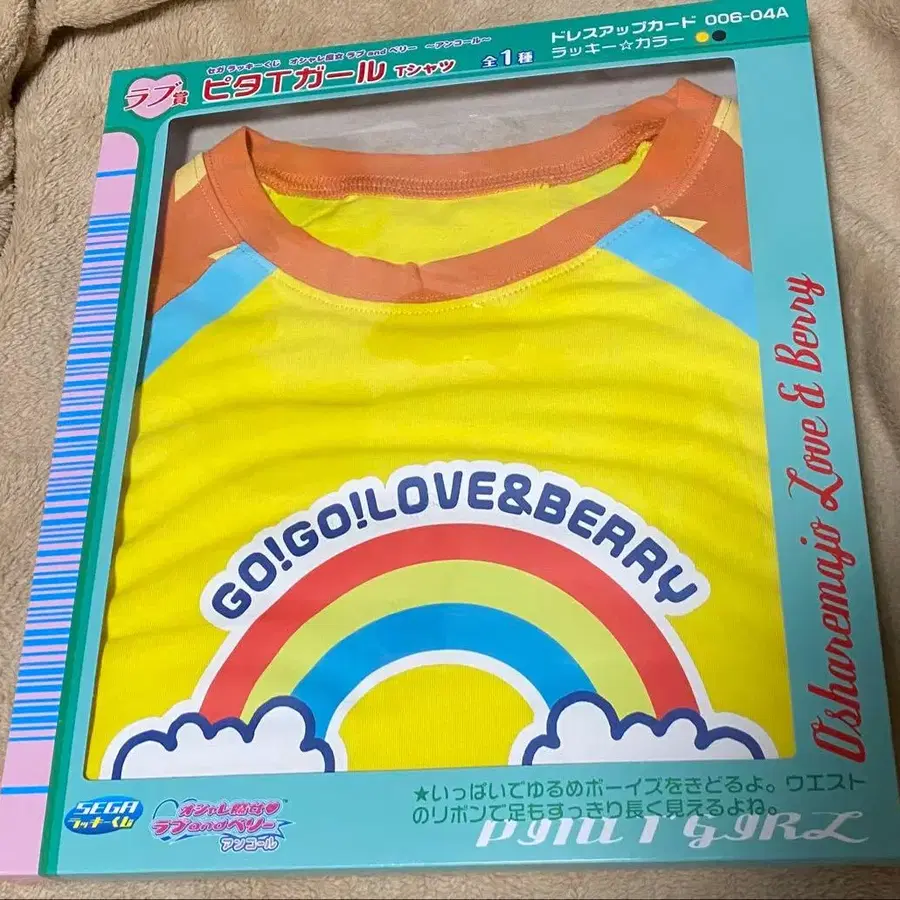 セガ ラッキーくじ オシャレ魔女 ラブ and ベリー ～アンコール～
ラブ賞
ピタTガール Tシャツ
全1種
ドレスアップカード 006-04A
ラッキー☆カラー
GO!GO!LOVE&BERRY
Osharemajo Love & Berry
SEGA
ラッキーくじ
オシャレ魔女
ラブandベリー
アンコール
★いっぱいでゆるめボーイズをきどるよ。ウエスト
のリボンで足もすっきり長く見えるよね。
GIRL